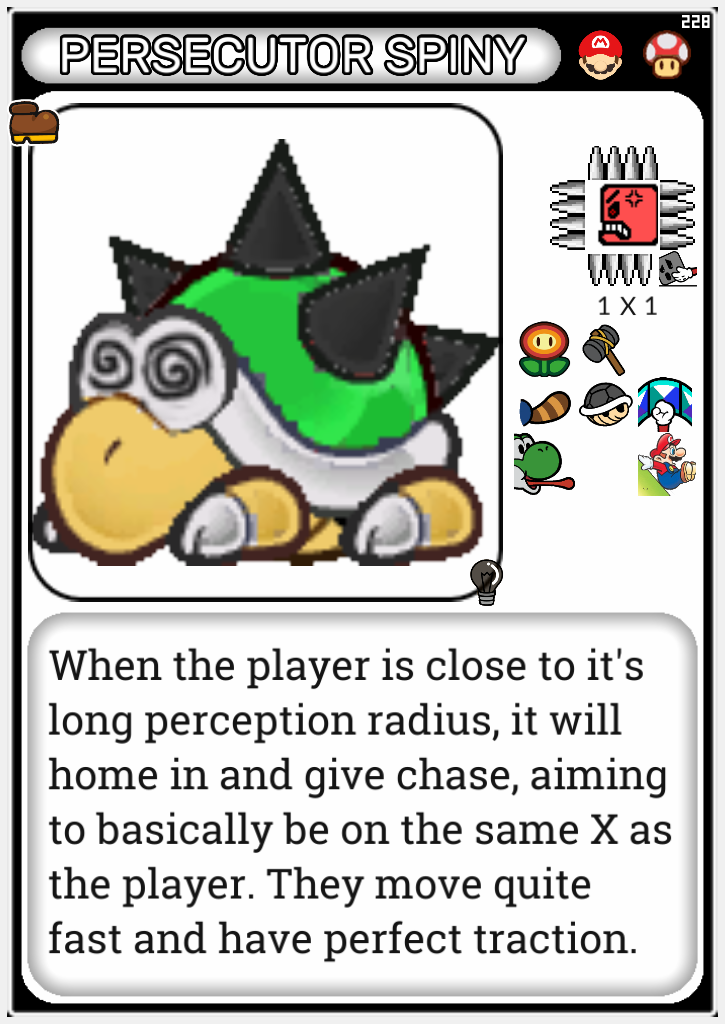 228
PERSECUTOR SPINY
1 X 1
When the player is close to it's
long perception radius, it will
home in and give chase, aiming
to basically be on the same X as
the player. They move quite
fast and have perfect traction.